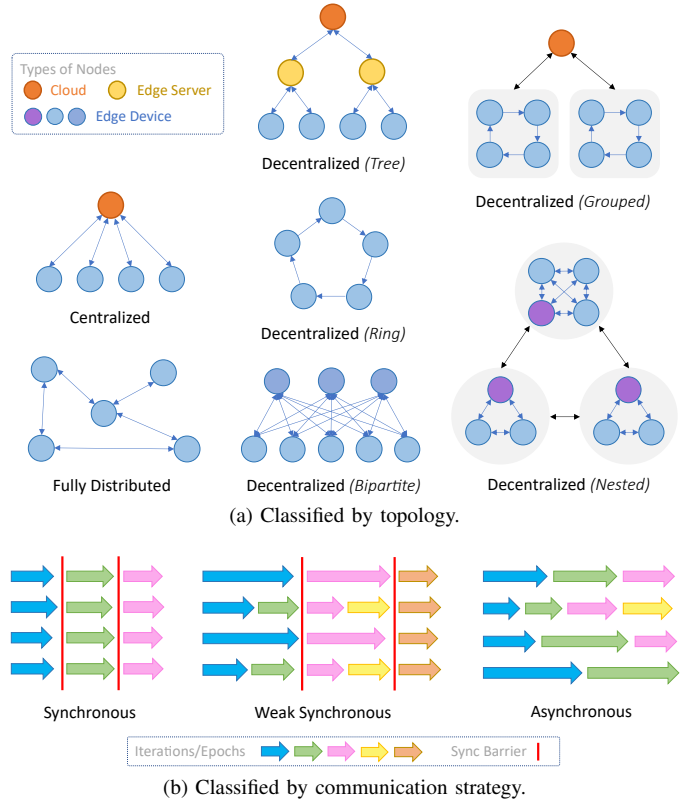 Types of Nodes
Cloud
Edge Server
Edge Device
Decentralized (Tree)
Decentralized (Grouped)
Centralized
Decentralized (Ring)
Fully Distributed
Decentralized (Bipartite)
Decentralized (Nested)
(a) Classified by topology.
Synchronous
Weak Synchronous
Asynchronous
Iterations/Epochs
Sync Barrier
(b) Classified by communication strategy.